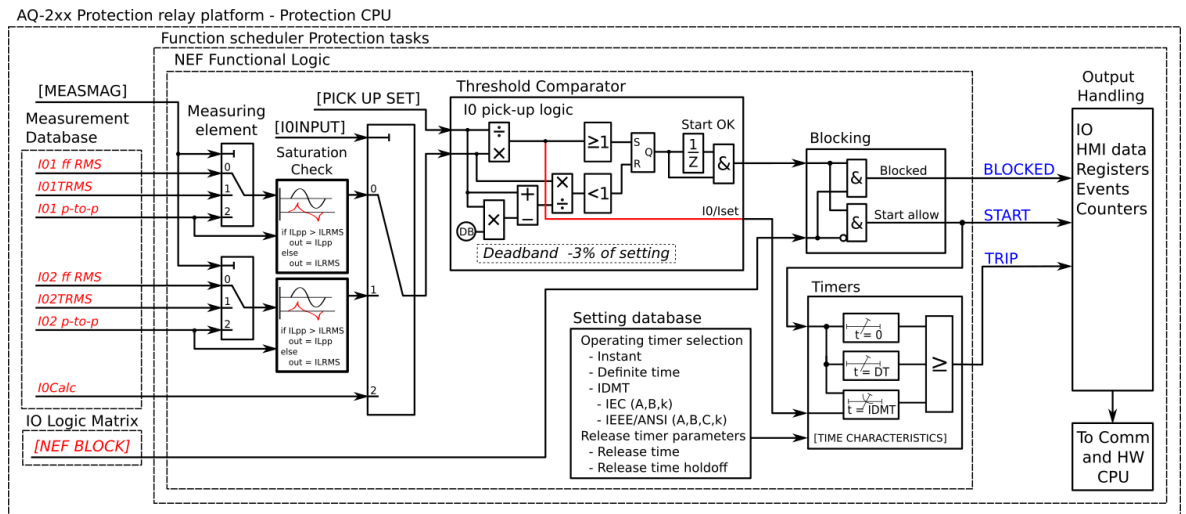 AQ-2xx Protection relay platform - Protection CPU
Function scheduler Protection tasks
NEF Functional Logic
[MEASMAG]
Measurement
Database
I01 ff RMS
I01TRMS
I01 p-to-p
I02 ff RMS
I02TRMS
I02 p-to-p
I0Calc
IO Logic Matrix
[NEF BLOCK]
Measuring
element
0
1
2
0
1
2
[I0INPUT]
Saturation
Check
if ILpp > ILRMS
out = ILpp
else
out = ILRMS
if ILpp > ILRMS
out = ILpp
else
out = ILRMS
0
1
2
[PICK UP SET]
Threshold Comparator
I0 pick-up logic
÷
×
≥1
S
R
Q
Start OK
1
Z
&
×
÷
<1
+
−
×
DB
I0/Iset
Deadband -3% of setting
Blocking
&
Blocked
&
Start allow
BLOCKED
START
TRIP
Timers
t = 0
t = DT
t = IDMT
≥
[TIME CHARACTERISTICS]
Setting database
Operating timer selection
- Instant
- Definite time
- IDMT
- IEC (A,B,k)
- IEEE/ANSI (A,B,C,k)
Release timer parameters
- Release time
- Release time holdoff
Output
Handling
IO
HMI data
Registers
Events
Counters
To Comm
and HW
CPU